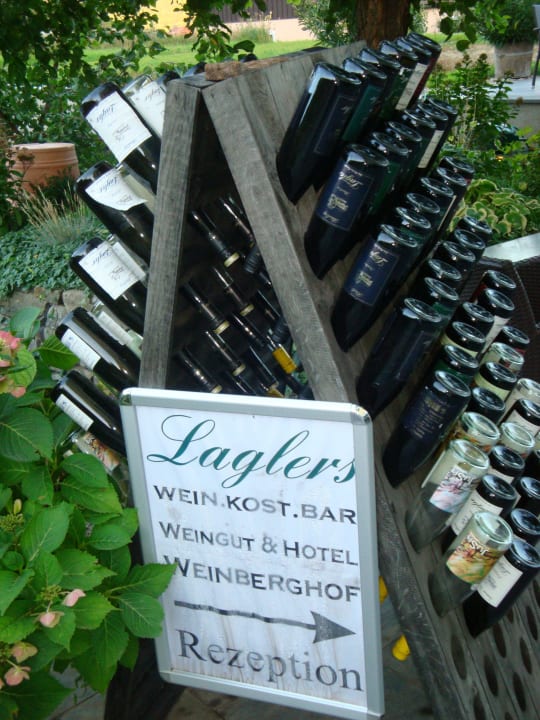 Laglers
WEIN.KOST.BAR
WEINGUT & HOTEL
WEINBERGHOF
Rezeption